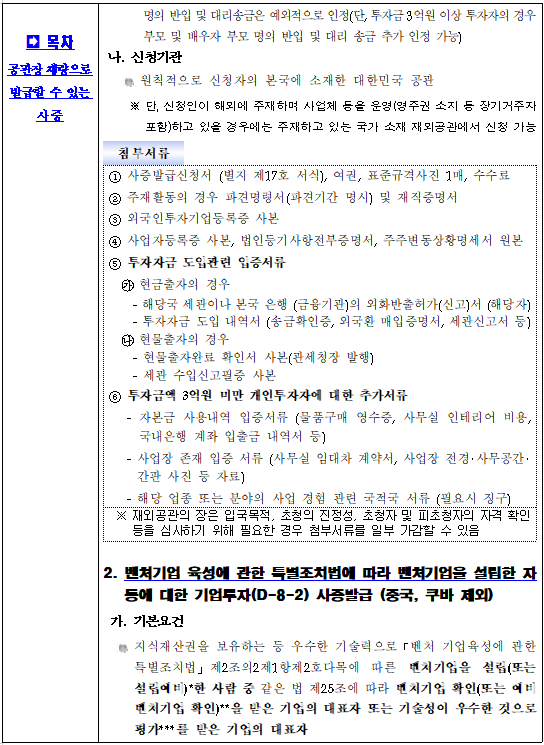 ➡ 목차
공관장 재량으로
발급할 수 있는
사증
명의 반입 및 대리송금은 예외적으로 인정(단, 투자금 3억원 이상 투자자의 경우
부모 및 배우자 부모 명의 반입 및 대리 송금 추가 인정 가능)
나. 신청기관
원칙적으로 신청자의 본국에 소재한 대한민국 공관
※ 단, 신청인이 해외에 주재하며 사업체 등을 운영(영주권 소지 등 장기거주자
포함)하고 있을 경우에는 주재하고 있는 국가 소재 재외공관에서 신청 가능
첨부서류
① 사증발급신청서 (별지 제17호 서식), 여권, 표준규격사진 1매, 수수료
② 주재활동의 경우 파견명령서(파견기간 명시) 및 재직증명서
③ 외국인투자기업등록증 사본
④ 사업자등록증 사본, 법인등기사항전부증명서, 주주변동상황명세서 원본
⑤ 투자자금 도입관련 입증서류
㉮ 현금출자의 경우
- 해당국 세관이나 본국 은행 (금융기관)의 외화반출허가(신고)서 (해당자)
- 투자자금 도입 내역서 (송금확인증, 외국환 매입증명서, 세관신고서 등)
㉯ 현물출자의 경우
- 현물출자완료 확인서 사본(관세청장 발행)
- 세관 수입신고필증 사본
⑥ 투자금액 3억원 미만 개인투자자에 대한 추가서류
- 자본금 사용내역 입증서류 (물품구매 영수증, 사무실 인테리어 비용,
국내은행 계좌 입출금 내역서 등)
- 사업장 존재 입증 서류 (사무실 임대차 계약서, 사업장 전경·사무공간·
간판 사진 등 자료)
- 해당 업종 또는 분야의 사업 경험 관련 국적국 서류 (필요시 징구)
※ 재외공관의 장은 입국목적, 초청의 진정성, 초청자 및 피초청자의 자격 확인
등을 심사하기 위해 필요한 경우 첨부서류를 일부 가감할 수 있음
2. 벤처기업 육성에 관한 특별조치법에 따라 벤처기업을 설립한 자
등에 대한 기업투자(D-8-2) 사증발급 (중국, 쿠바 제외)
가. 기본요건
지식재산권을 보유하는 등 우수한 기술력으로「벤처 기업육성에 관한
특별조치법」제2조의2제1항제2호다목에 따른 벤처기업을 설립(또는
설립예비)*한 사람 중 같은 법 제25조에 따라 벤처기업 확인(또는 예비
벤처기업 확인)**을 받은 기업의 대표자 또는 기술성이 우수한 것으로
평가***를 받은 기업의 대표자